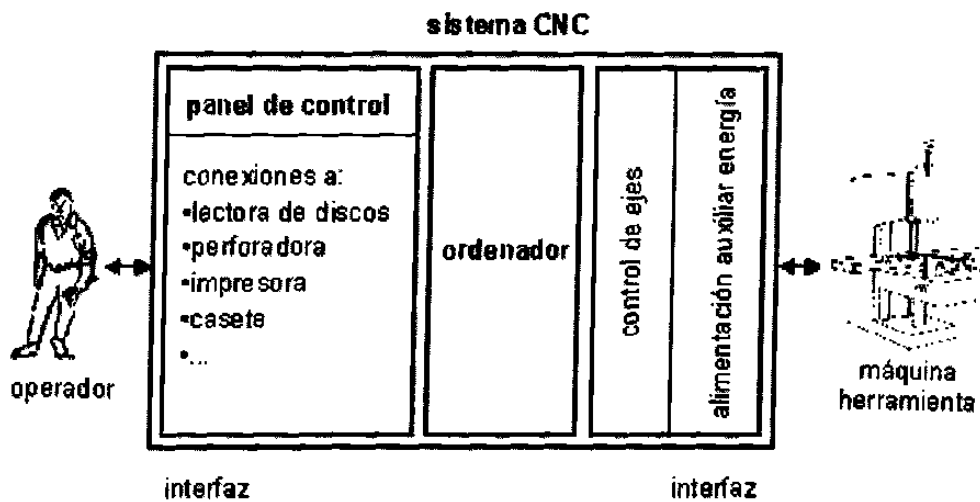 sistema CNC
panel de control
conexiones a:
•lectora de discos
•perforadora
•impresora
•casete
•...
ordenador
control de ejes
alimentación auxiliar energía
operador
máquina
herramienta
interfaz
interfaz